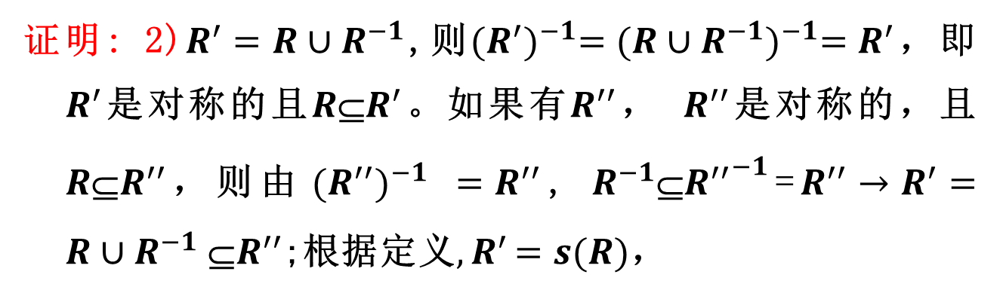 证明：2) R′ = R ∪ R⁻¹, 则(R′)⁻¹= (R ∪ R⁻¹)⁻¹= R′，即
R′是对称的且R⊆R′。如果有R′′， R′′是对称的，且
R⊆R′′，则由 (R′′)⁻¹ = R′′, R⁻¹⊆R′′⁻¹=R′′ → R′ =
R ∪ R⁻¹ ⊆R′′;根据定义, R′ = s(R)，